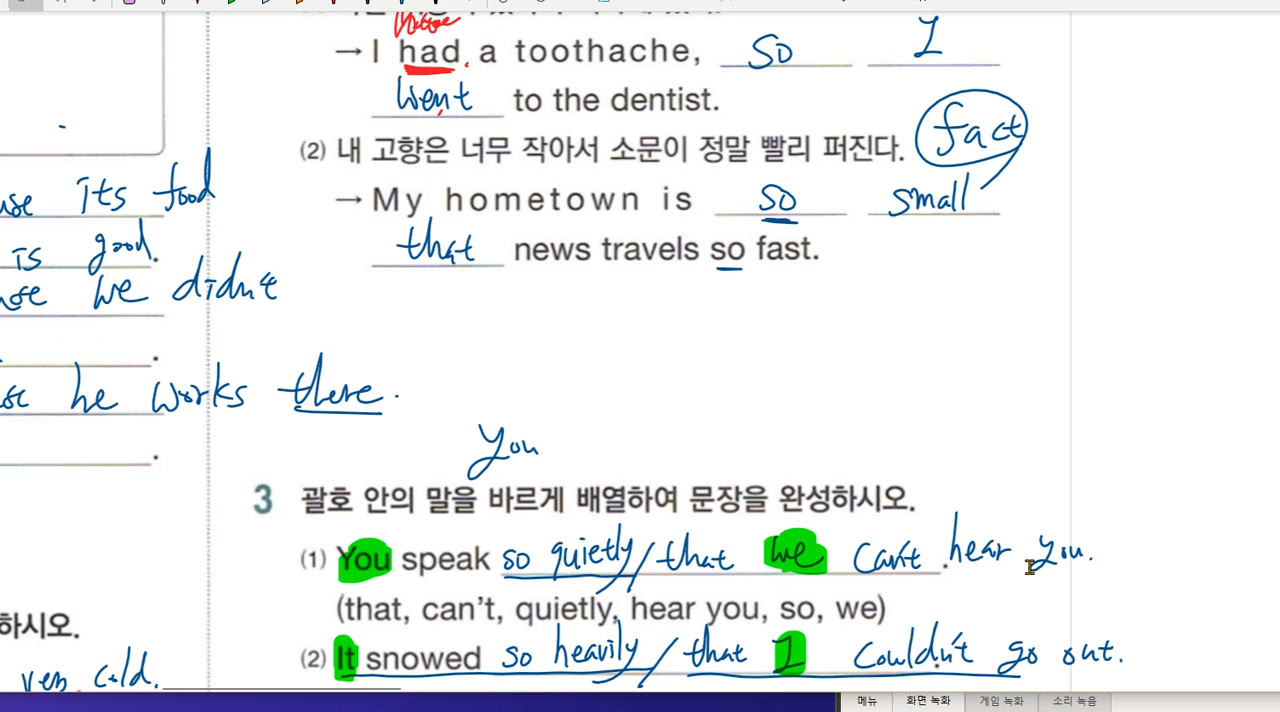 → I had a toothache, so I
went to the dentist.
(2) 내 고향은 너무 작아서 소문이 정말 빨리 퍼진다.
fact
→ My hometown is so small
that news travels so fast.
its food
is good.
we didn't
he works there.
You
3 괄호 안의 말을 바르게 배열하여 문장을 완성하시오.
(1) You speak so quietly / that we can't hear you.
(that, can't, quietly, hear you, so, we)
(2) It snowed so heavily / that I couldn't go out.
하시오.
cold.
메뉴 화면 녹화 게임 녹화 소리 녹음